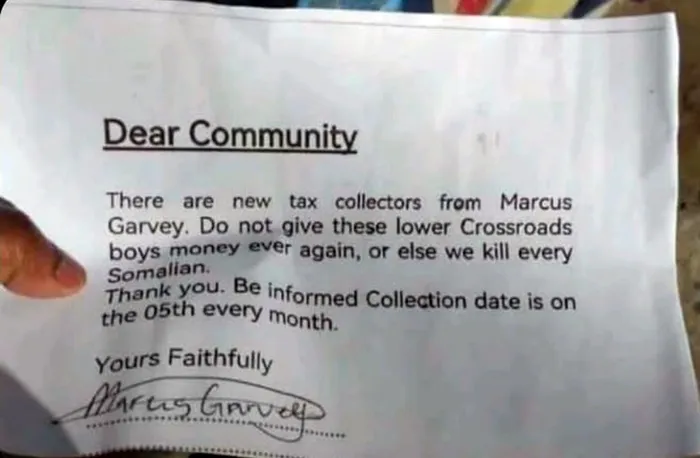 Dear Community
There are new tax collectors from Marcus
Garvey. Do not give these lower Crossroads
boys money ever again, or else we kill every
Somalian.
Thank you. Be informed Collection date is on
the 05th every month.
Yours Faithfully
Marcus Garvey